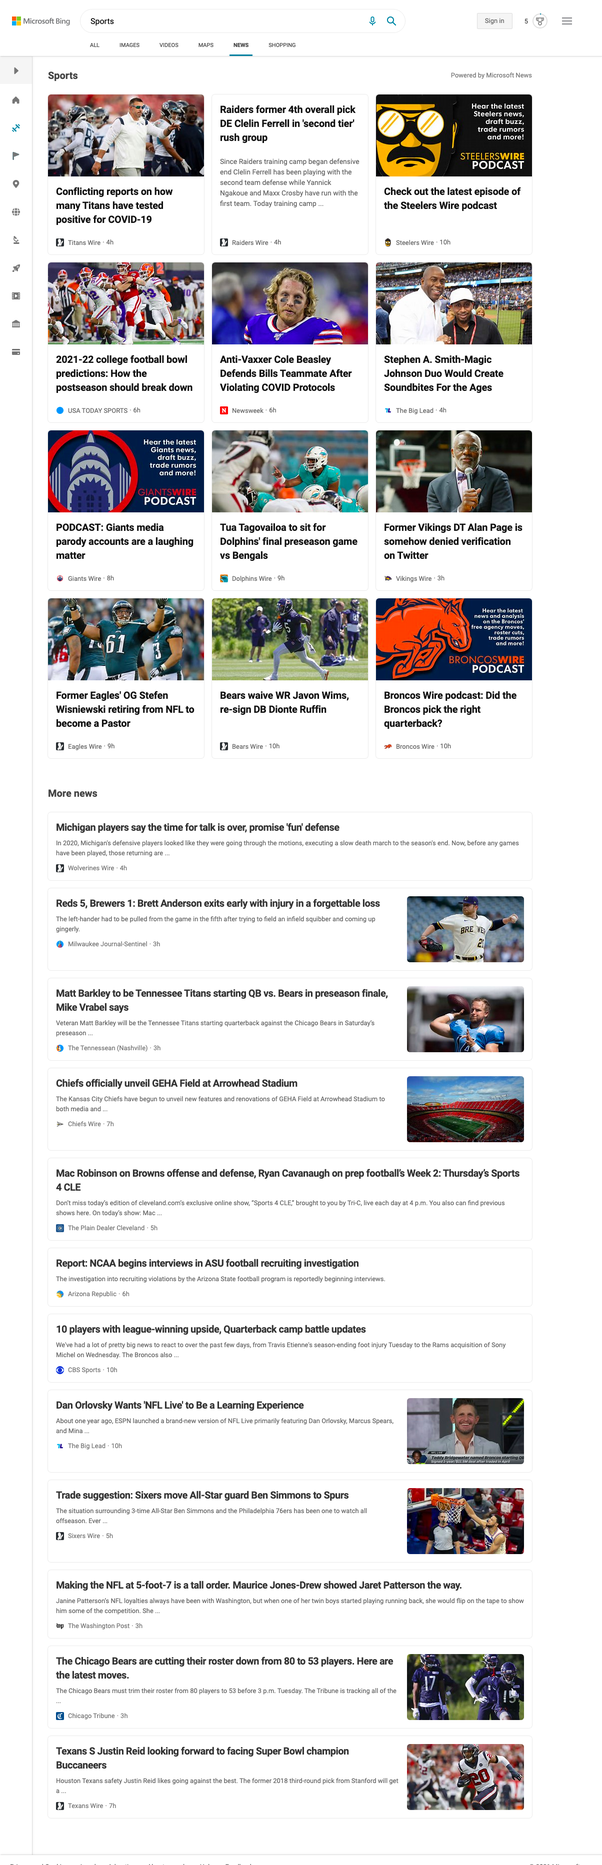 Microsoft Bing
Sports
Sign in
5
ALL
IMAGES
VIDEOS
MAPS
NEWS
SHOPPING
Sports
Powered by Microsoft News
Conflicting reports on how
many Titans have tested
positive for COVID-19
Titans Wire · 4h
Raiders former 4th overall pick
DE Clelin Ferrell in 'second tier'
rush group
Since Raiders training camp began defensive
end Clelin Ferrell has been playing with the
second team defense while Yannick
Ngakoue and Maxx Crosby have run with the
first team. Today training camp ...
Raiders Wire · 4h
Hear the latest
Steelers news,
draft buzz,
trade rumors
and more!
STEELERSWIRE
PODCAST
Check out the latest episode of
the Steelers Wire podcast
Steelers Wire · 10h
2021-22 college football bowl
predictions: How the
postseason should break down
USA TODAY SPORTS · 6h
Anti-Vaxxer Cole Beasley
Defends Bills Teammate After
Violating COVID Protocols
Newsweek · 6h
Stephen A. Smith-Magic
Johnson Duo Would Create
Soundbites For the Ages
The Big Lead · 4h
Hear the latest
Giants news,
draft buzz,
trade rumors
and more!
GIANTSWIRE
PODCAST
PODCAST: Giants media
parody accounts are a laughing
matter
Giants Wire · 8h
Tua Tagovailoa to sit for
Dolphins' final preseason game
vs Bengals
Dolphins Wire · 9h
Former Vikings DT Alan Page is
somehow denied verification
on Twitter
Vikings Wire · 3h
61
Former Eagles' OG Stefen
Wisniewski retiring from NFL to
become a Pastor
Eagles Wire · 9h
Bears waive WR Javon Wims,
re-sign DB Dionte Ruffin
Bears Wire · 10h
Hear the latest
news and analysis
on the Broncos'
free agency moves,
roster cuts,
trade rumors
and more!
BRONCOSWIRE
PODCAST
Broncos Wire podcast: Did the
Broncos pick the right
quarterback?
Broncos Wire · 10h
More news
Michigan players say the time for talk is over, promise 'fun' defense
In 2020, Michigan's defensive players looked like they were going through the motions, executing a slow death march to the season's end. Now, before any games
have been played, those returning are ...
Wolverines Wire · 4h
Reds 5, Brewers 1: Brett Anderson exits early with injury in a forgettable loss
The left-hander had to be pulled from the game in the fifth after trying to field an infield squibber and coming up
gingerly.
Milwaukee Journal-Sentinel · 3h
Matt Barkley to be Tennessee Titans starting QB vs. Bears in preseason finale,
Mike Vrabel says
Veteran Matt Barkley will be the Tennessee Titans starting quarterback against the Chicago Bears in Saturday's
preseason ...
The Tennessean (Nashville) · 3h
Chiefs officially unveil GEHA Field at Arrowhead Stadium
The Kansas City Chiefs have begun to unveil new features and renovations of GEHA Field at Arrowhead Stadium to
both media and ...
Chiefs Wire · 7h
Mac Robinson on Browns offense and defense, Ryan Cavanaugh on prep football's Week 2: Thursday's Sports
4 CLE
Don't miss today's edition of cleveland.com's exclusive online show, "Sports 4 CLE," brought to you by Tri-C, live each day at 4 p.m. You also can find previous
shows here. On today's show: Mac ...
The Plain Dealer Cleveland · 5h
Report: NCAA begins interviews in ASU football recruiting investigation
The investigation into recruiting violations by the Arizona State football program is reportedly beginning interviews.
Arizona Republic · 6h
10 players with league-winning upside, Quarterback camp battle updates
We've had a lot of pretty big news to react to over the past few days, from Travis Etienne's season-ending foot injury Tuesday to the Rams acquisition of Sony
Michel on Wednesday. The Broncos also ...
CBS Sports · 10h
Dan Orlovsky Wants 'NFL Live' to Be a Learning Experience
About one year ago, ESPN launched a brand-new version of NFL Live primarily featuring Dan Orlovsky, Marcus Spears,
and Mina ...
The Big Lead · 10h
Trade suggestion: Sixers move All-Star guard Ben Simmons to Spurs
The situation surrounding 3-time All-Star Ben Simmons and the Philadelphia 76ers has been one to watch all
offseason. Ever ...
Sixers Wire · 5h
Making the NFL at 5-foot-7 is a tall order. Maurice Jones-Drew showed Jaret Patterson the way.
Janine Patterson's NFL loyalties always have been with Washington, but when one of her twin boys started playing running back, she would flip on the tape to show
him some of the competition. She ...
The Washington Post · 3h
The Chicago Bears are cutting their roster down from 80 to 53 players. Here are
the latest moves.
The Chicago Bears must trim their roster from 80 players to 53 before 3 p.m. Tuesday. The Tribune is tracking all of the
...
Chicago Tribune · 3h
17
Texans S Justin Reid looking forward to facing Super Bowl champion
Buccaneers
Houston Texans safety Justin Reid likes going against the best. The former 2018 third-round pick from Stanford will get
a ...
Texans Wire · 7h
20